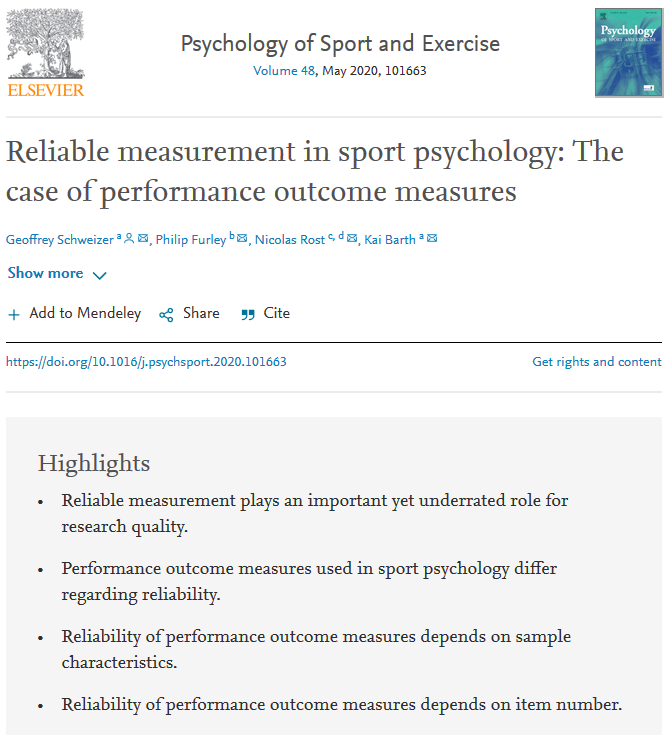 ELSEVIER
Psychology of Sport and Exercise
Volume 48, May 2020, 101663
Psychology
OF SPORT AND EXERCISE
Reliable measurement in sport psychology: The
case of performance outcome measures
Geoffrey Schweizer a, Philip Furley b, Nicolas Rost c, d, Kai Barth a
Show more
Add to Mendeley Share Cite
https://doi.org/10.1016/j.psychsport.2020.101663 Get rights and content
Highlights
• Reliable measurement plays an important yet underrated role for
research quality.
• Performance outcome measures used in sport psychology differ
regarding reliability.
• Reliability of performance outcome measures depends on sample
characteristics.
• Reliability of performance outcome measures depends on item number.